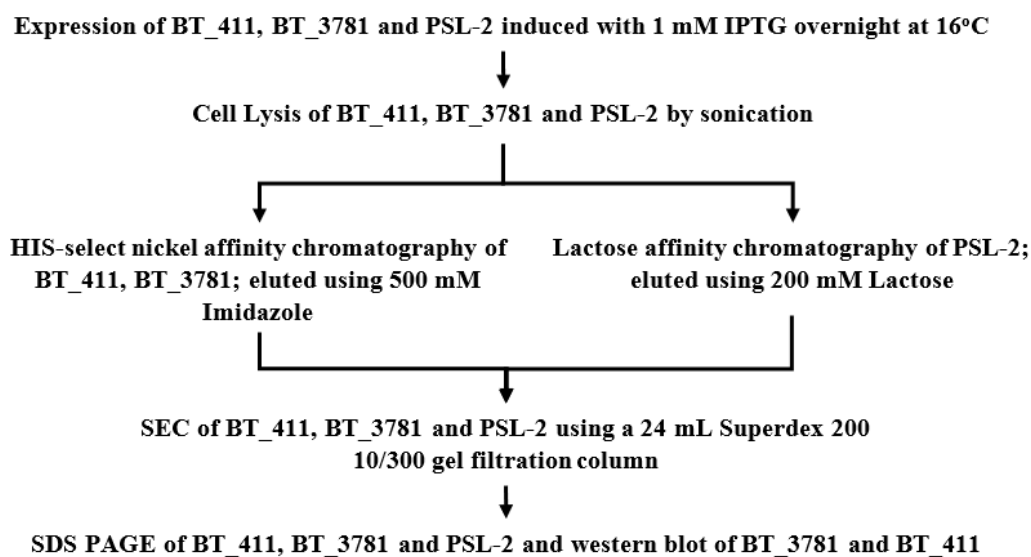 Expression of BT_411, BT_3781 and PSL-2 induced with 1 mM IPTG overnight at 16°C
Cell Lysis of BT_411, BT_3781 and PSL-2 by sonication
HIS-select nickel affinity chromatography of
BT_411, BT_3781; eluted using 500 mM
Imidazole
Lactose affinity chromatography of PSL-2;
eluted using 200 mM Lactose
SEC of BT_411, BT_3781 and PSL-2 using a 24 mL Superdex 200
10/300 gel filtration column
SDS PAGE of BT_411, BT_3781 and PSL-2 and western blot of BT_3781 and BT_411